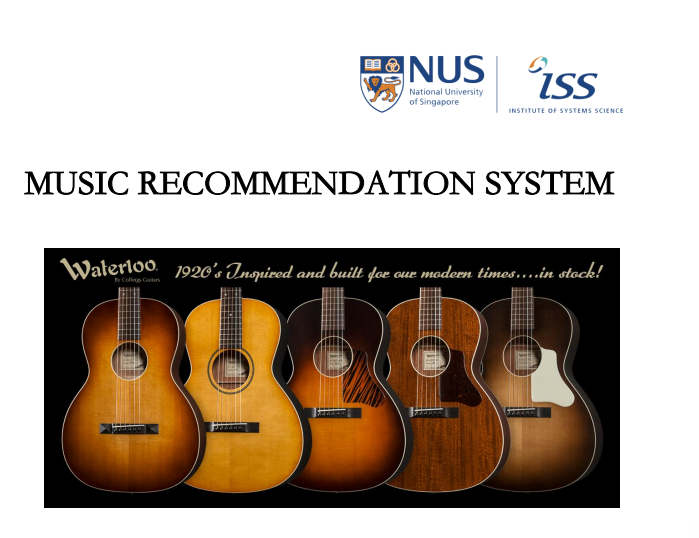 NUS
National University
of Singapore
ISS
INSTITUTE OF SYSTEMS SCIENCE
MUSIC RECOMMENDATION SYSTEM
Waterloo
By Collings Guitars
1920's Inspired and built for our modern times....in stock!